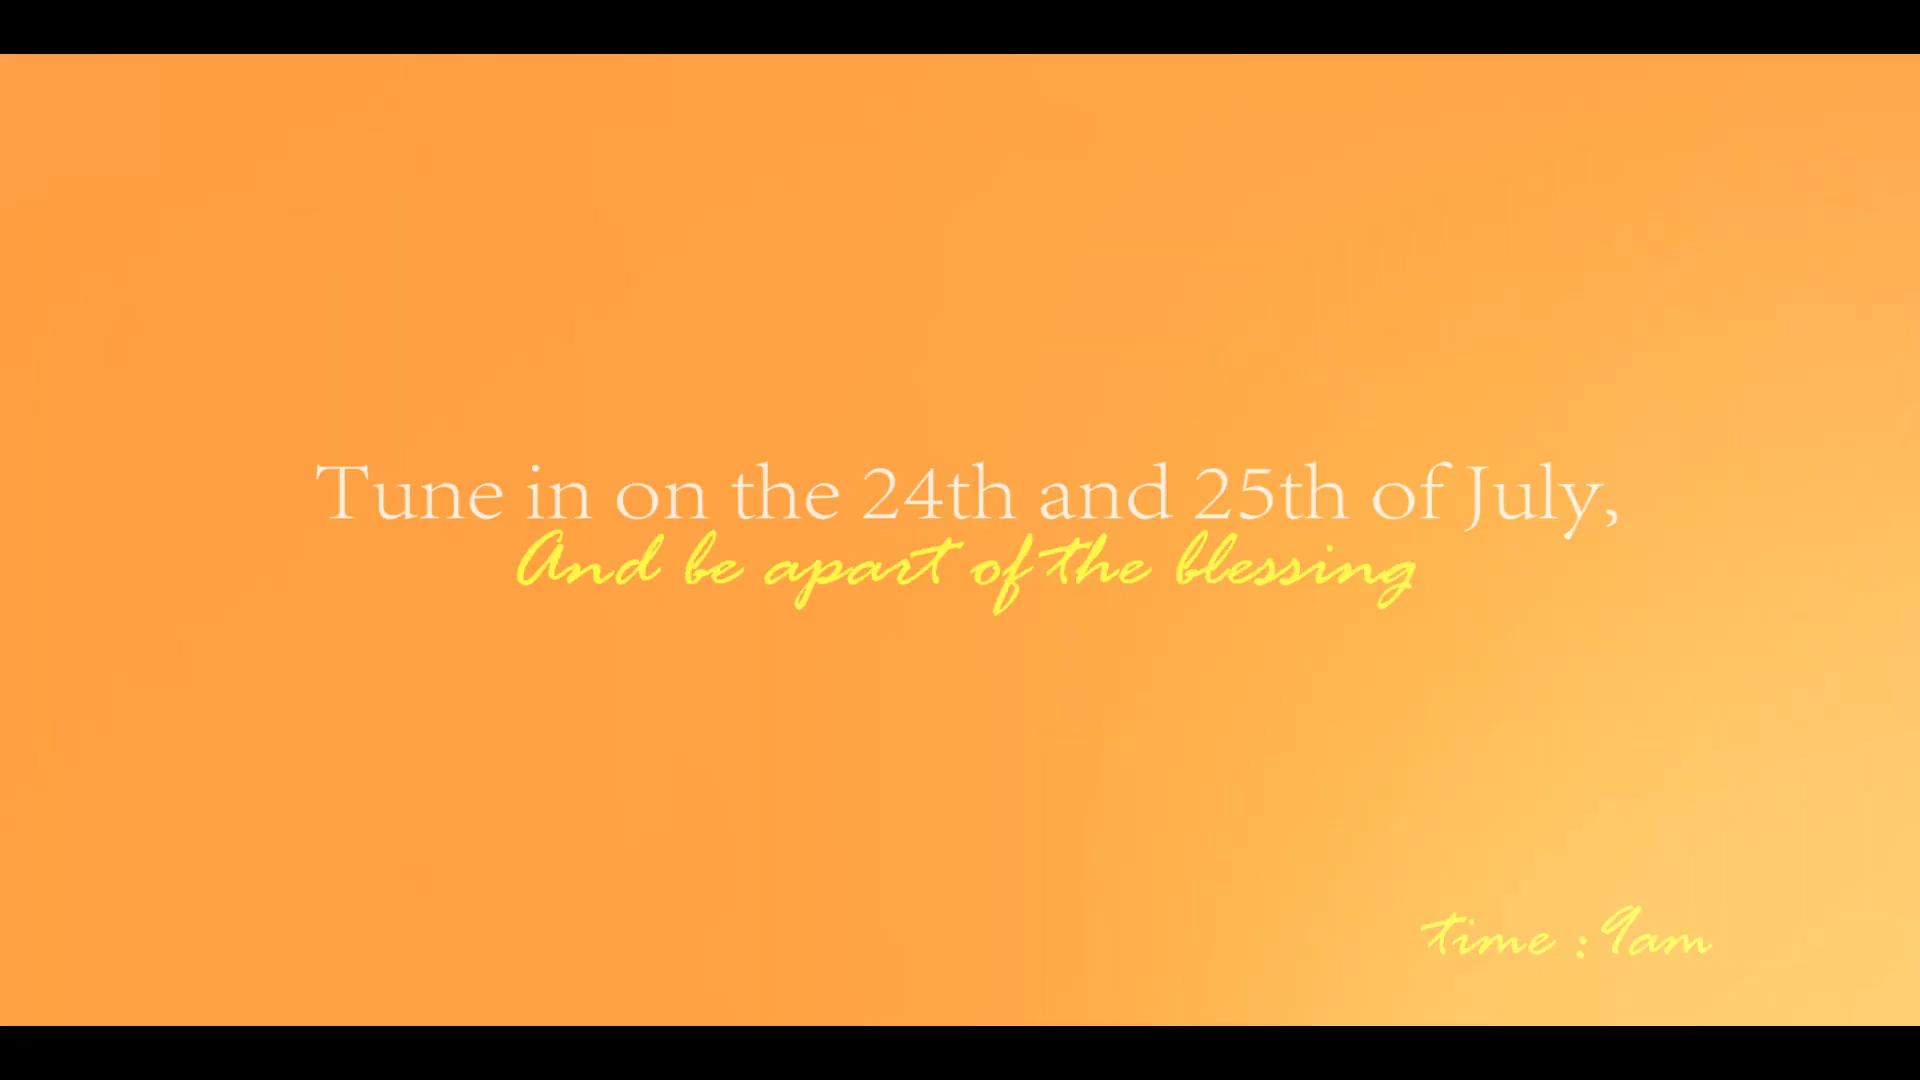 Tune in on the 24th and 25th of July,
And be apart of the blessing
time : 9am